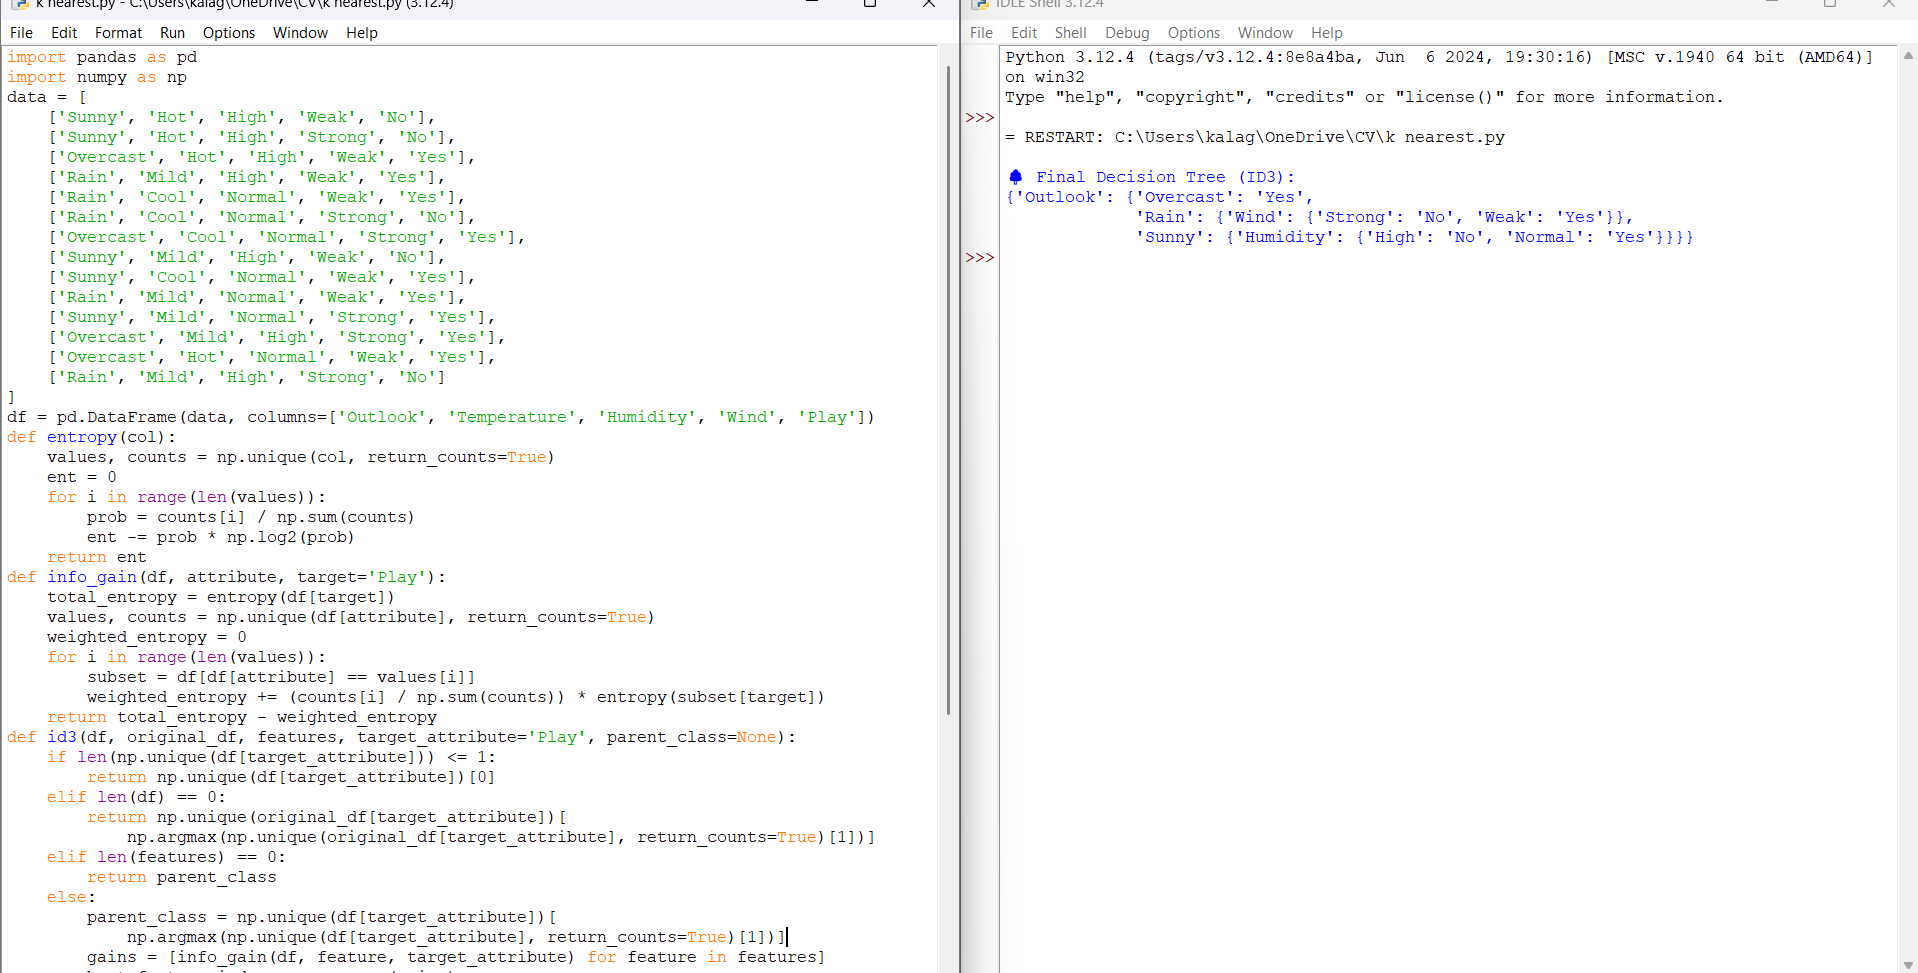 k nearest.py - C:\Users\kalag\OneDrive\CV\k nearest.py (3.12.4)
File Edit Format Run Options Window Help
import pandas as pd
import numpy as np
data = [
    ['Sunny', 'Hot', 'High', 'Weak', 'No'],
    ['Sunny', 'Hot', 'High', 'Strong', 'No'],
    ['Overcast', 'Hot', 'High', 'Weak', 'Yes'],
    ['Rain', 'Mild', 'High', 'Weak', 'Yes'],
    ['Rain', 'Cool', 'Normal', 'Weak', 'Yes'],
    ['Rain', 'Cool', 'Normal', 'Strong', 'No'],
    ['Overcast', 'Cool', 'Normal', 'Strong', 'Yes'],
    ['Sunny', 'Mild', 'High', 'Weak', 'No'],
    ['Sunny', 'Cool', 'Normal', 'Weak', 'Yes'],
    ['Rain', 'Mild', 'Normal', 'Weak', 'Yes'],
    ['Sunny', 'Mild', 'Normal', 'Strong', 'Yes'],
    ['Overcast', 'Mild', 'High', 'Strong', 'Yes'],
    ['Overcast', 'Hot', 'Normal', 'Weak', 'Yes'],
    ['Rain', 'Mild', 'High', 'Strong', 'No']
]
df = pd.DataFrame(data, columns=['Outlook', 'Temperature', 'Humidity', 'Wind', 'Play'])
def entropy(col):
    values, counts = np.unique(col, return_counts=True)
    ent = 0
    for i in range(len(values)):
        prob = counts[i] / np.sum(counts)
        ent -= prob * np.log2(prob)
    return ent
def info_gain(df, attribute, target='Play'):
    total_entropy = entropy(df[target])
    values, counts = np.unique(df[attribute], return_counts=True)
    weighted_entropy = 0
    for i in range(len(values)):
        subset = df[df[attribute] == values[i]]
        weighted_entropy += (counts[i] / np.sum(counts)) * entropy(subset[target])
    return total_entropy - weighted_entropy
def id3(df, original_df, features, target_attribute='Play', parent_class=None):
    if len(np.unique(df[target_attribute])) <= 1:
        return np.unique(df[target_attribute])[0]
    elif len(df) == 0:
        return np.unique(original_df[target_attribute])[
            np.argmax(np.unique(original_df[target_attribute], return_counts=True)[1])]
    elif len(features) == 0:
        return parent_class
    else:
        parent_class = np.unique(df[target_attribute])[
            np.argmax(np.unique(df[target_attribute], return_counts=True)[1])]
        gains = [info_gain(df, feature, target_attribute) for feature in features]
IDLE Shell 3.12.4
File Edit Shell Debug Options Window Help
Python 3.12.4 (tags/v3.12.4:8e8a4ba, Jun  6 2024, 19:30:16) [MSC v.1940 64 bit (AMD64)]
on win32
Type "help", "copyright", "credits" or "license()" for more information.
>>>
= RESTART: C:\Users\kalag\OneDrive\CV\k nearest.py
Final Decision Tree (ID3):
{'Outlook': {'Overcast': 'Yes',
             'Rain': {'Wind': {'Strong': 'No', 'Weak': 'Yes'}},
             'Sunny': {'Humidity': {'High': 'No', 'Normal': 'Yes'}}}}
>>>